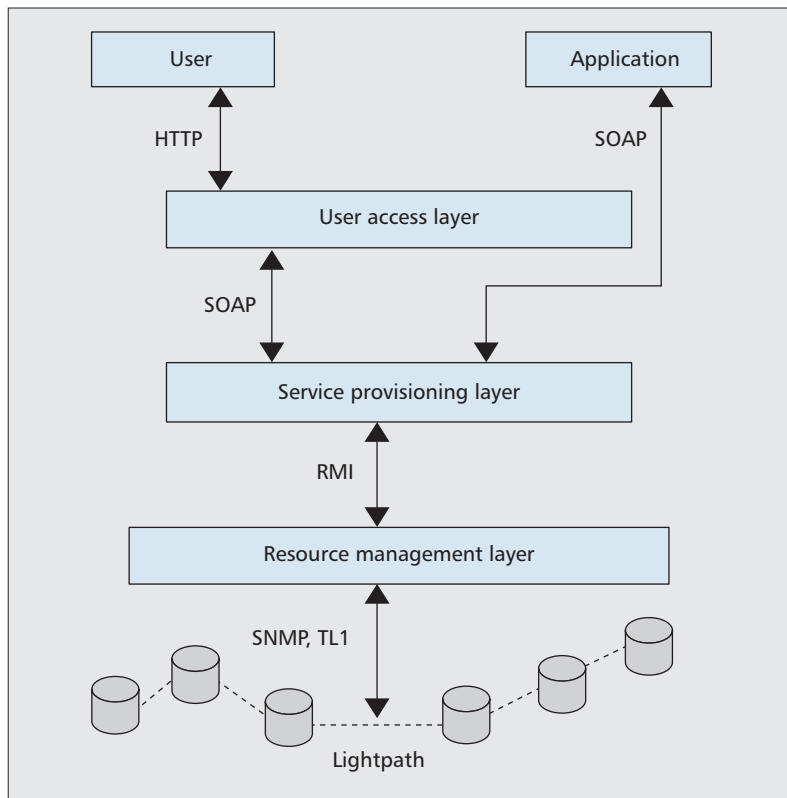 User
Application
HTTP
SOAP
User access layer
SOAP
Service provisioning layer
RMI
Resource management layer
SNMP, TL1
Lightpath